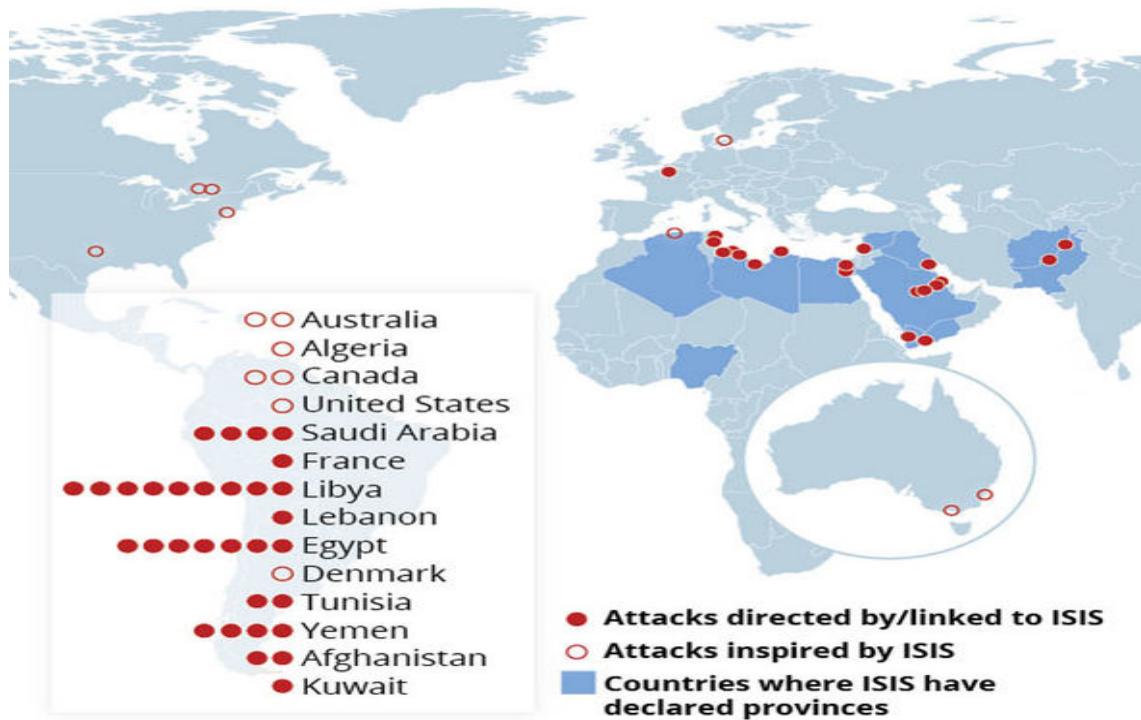 Australia
Algeria
Canada
United States
Saudi Arabia
France
Libya
Lebanon
Egypt
Denmark
Tunisia
Yemen
Afghanistan
Kuwait
Attacks directed by/linked to ISIS
Attacks inspired by ISIS
Countries where ISIS have
declared provinces